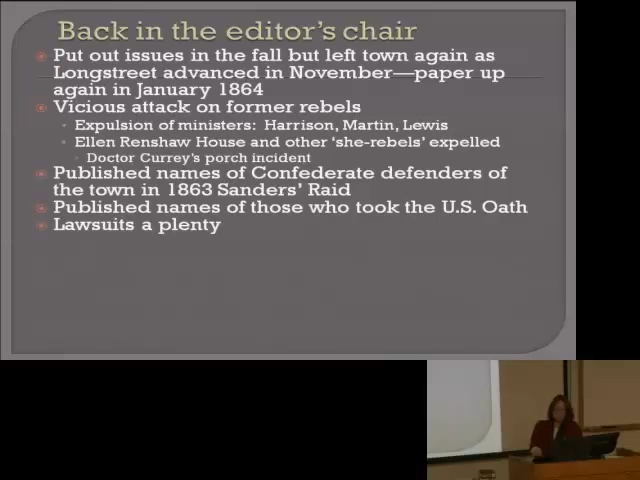 Back in the editor's chair
Put out issues in the fall but left town again as
Longstreet advanced in November—paper up
again in January 1864
Vicious attack on former rebels
Expulsion of ministers: Harrison, Martin, Lewis
Ellen Renshaw House and other 'she-rebels' expelled
Doctor Currey's porch incident
Published names of Confederate defenders of
the town in 1863 Sanders' Raid
Published names of those who took the U.S. Oath
Lawsuits a plenty